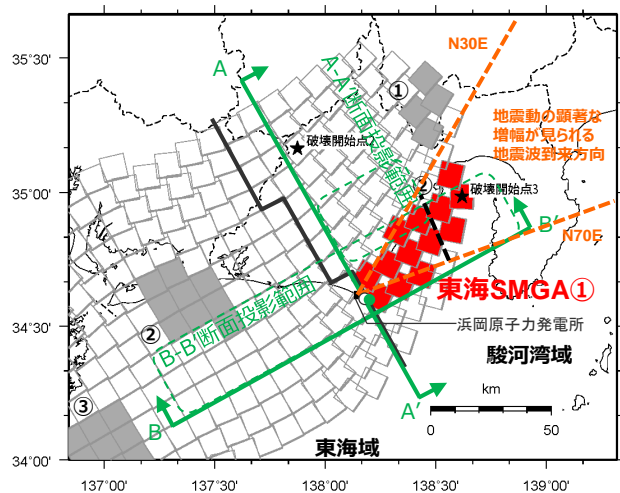 35°30'
35°00'
34°30'
34°00'
137°00'
137°30'
138°00'
138°30'
139°00'
N30E
A
A-A'断面投影範囲
①
地震動の顕著な
増幅が見られる
地震波到来方向
破壊開始点2
②
破壊開始点3
B'
N70E
東海SMGA①
浜岡原子力発電所
駿河湾域
B-B'断面投影範囲
②
③
B
A'
km
0
50
東海域